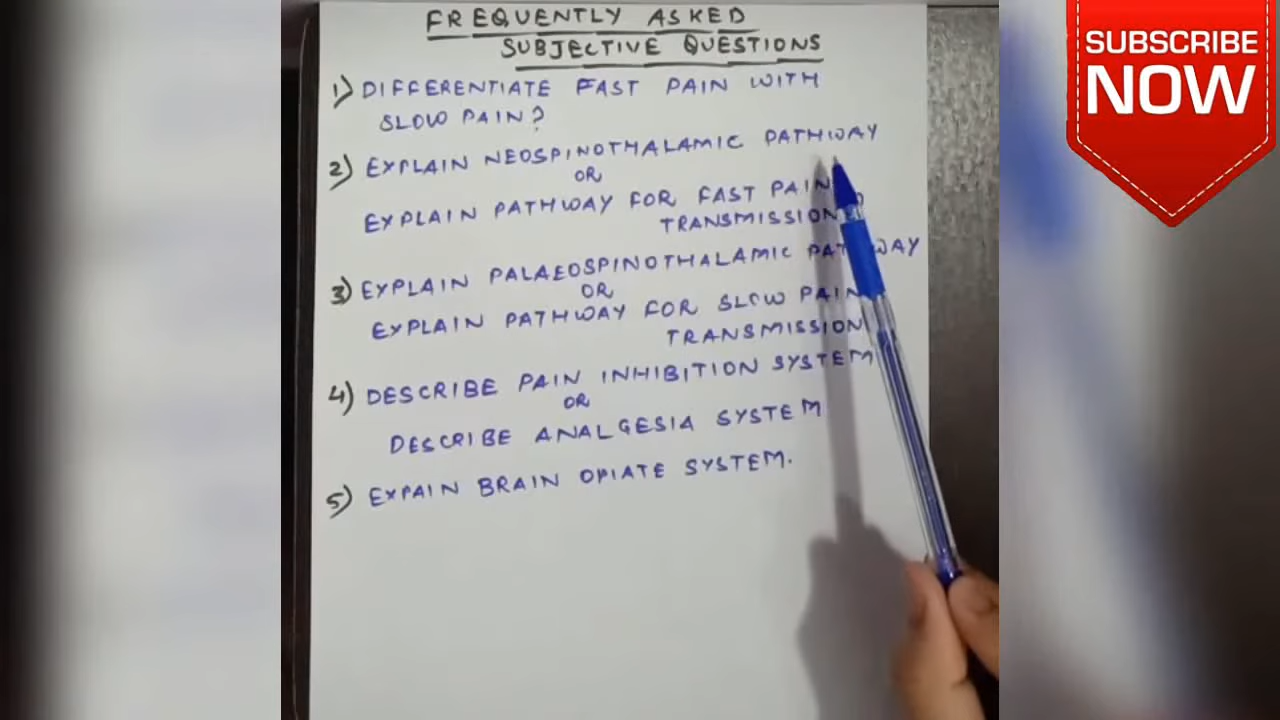 FREQUENTLY ASKED
SUBJECTIVE QUESTIONS
1) DIFFERENTIATE FAST PAIN WITH
SLOW PAIN?
2) EXPLAIN NEOSPINOTHALAMIC PATHWAY
OR
EXPLAIN PATHWAY FOR FAST PAIN
TRANSMISSION
3) EXPLAIN PALAEOSPINOTHALAMIC PATHWAY
OR
EXPLAIN PATHWAY FOR SLOW PAIN
TRANSMISSION
4) DESCRIBE PAIN INHIBITION SYSTEM
OR
DESCRIBE ANALGESIA SYSTEM
5) EXPAIN BRAIN OPIATE SYSTEM.
SUBSCRIBE
NOW